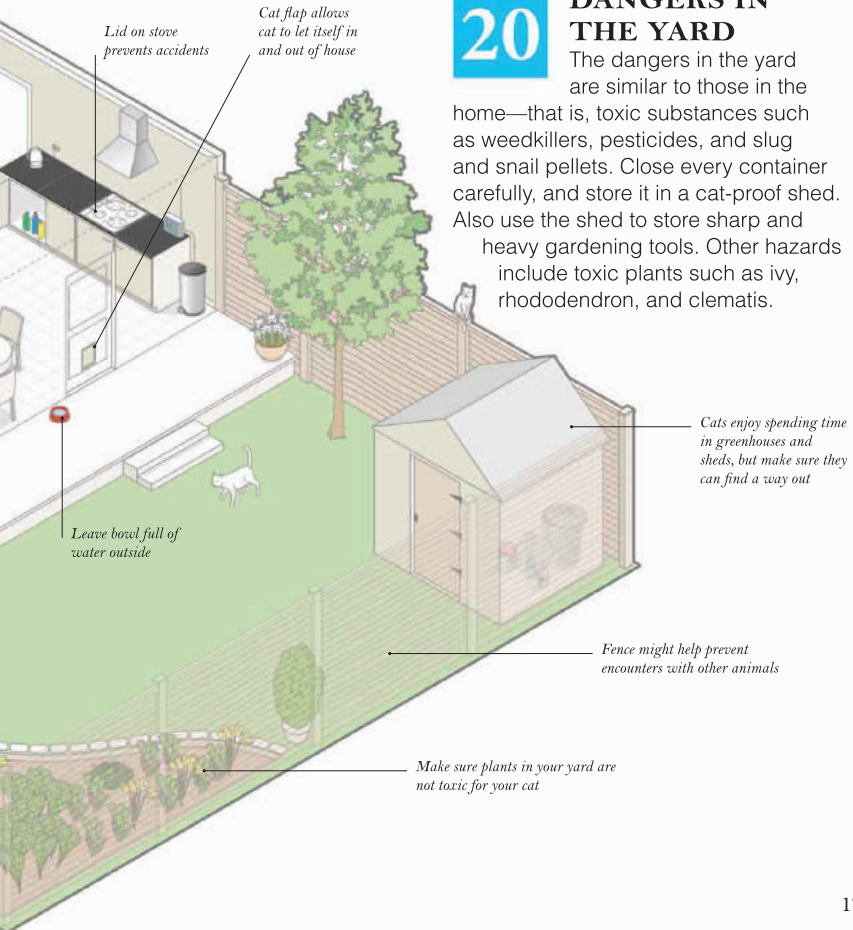 Cat flap allows
cat to let itself in
and out of house
Lid on stove
prevents accidents
20
DANGERS IN
THE YARD
The dangers in the yard
are similar to those in the
home—that is, toxic substances such
as weedkillers, pesticides, and slug
and snail pellets. Close every container
carefully, and store it in a cat-proof shed.
Also use the shed to store sharp and
heavy gardening tools. Other hazards
include toxic plants such as ivy,
rhododendron, and clematis.
Cats enjoy spending time
in greenhouses and
sheds, but make sure they
can find a way out
Leave bowl full of
water outside
Fence might help prevent
encounters with other animals
Make sure plants in your yard are
not toxic for your cat